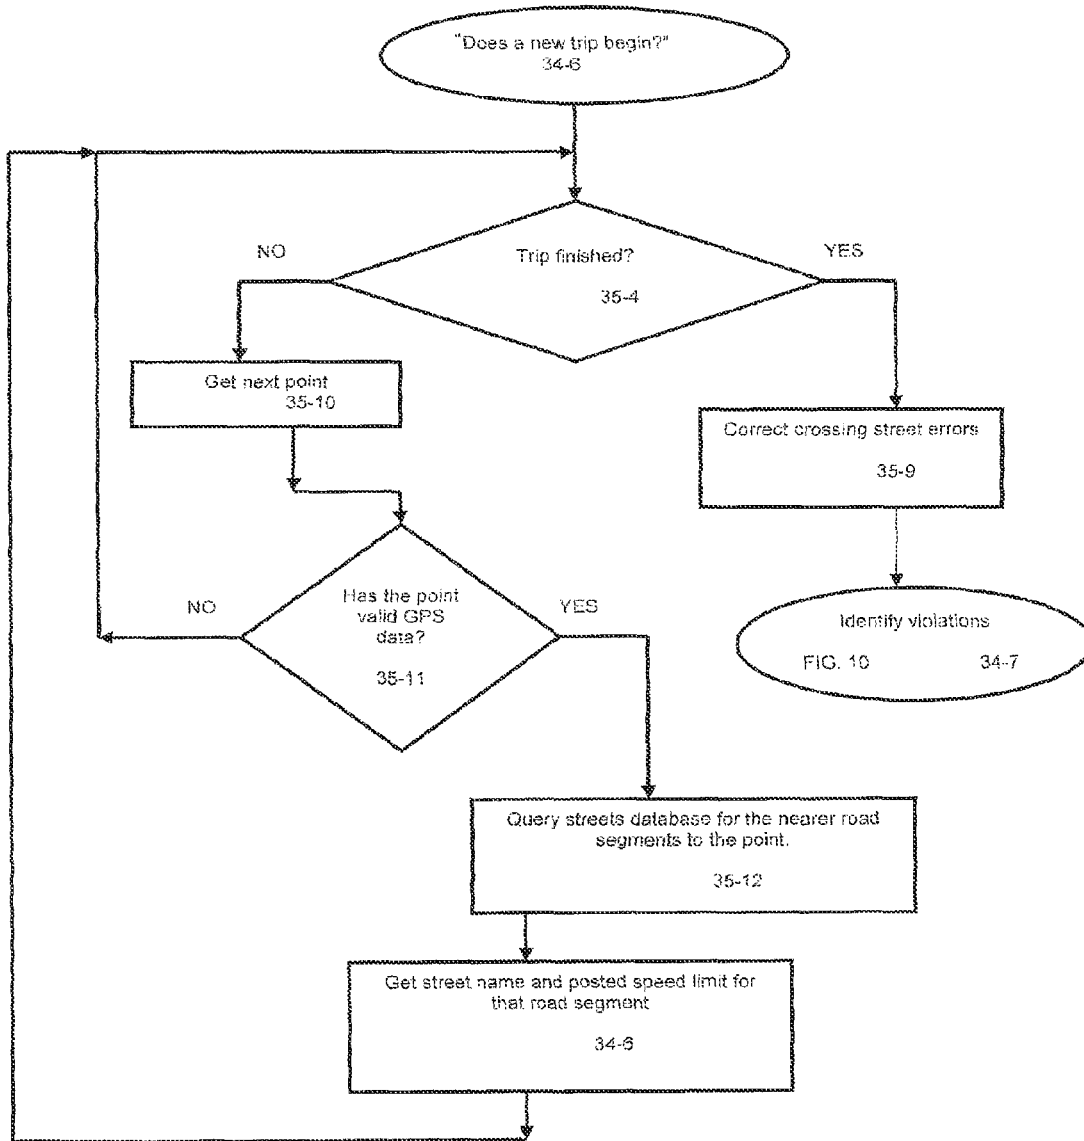 "Does a new trip begin?"
34-6
NO
YES
Trip finished?
35-4
Get next point
35-10
Correct crossing street errors
35-9
NO
Has the point
valid GPS
data?
YES
35-11
Identify violations
FIG. 10 34-7
Query streets database for the nearer road
segments to the point.
35-12
Get street name and posted speed limit for
that road segment
34-6